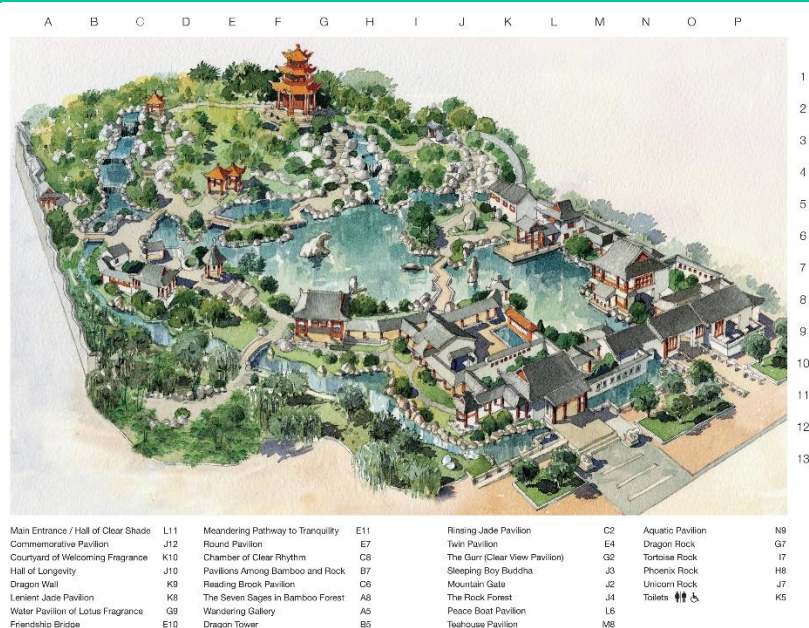 A B C D E F G H I J K L M N O P
1
2
3
4
5
6
7
8
9
10
11
12
13
Main Entrance / Hall of Clear Shade L11
Commemorative Pavilion J12
Courtyard of Welcoming Fragrance K10
Hall of Longevity J10
Dragon Wall K9
Lenient Jade Pavilion K8
Water Pavilion of Lotus Fragrance G9
Friendship Bridge E10
Meandering Pathway to Tranquility E11
Round Pavilion E7
Chamber of Clear Rhythm C8
Pavilions Among Bamboo and Rock B7
Reading Brook Pavilion C6
The Seven Sages in Bamboo Forest A8
Wandering Gallery A5
Dragon Tower B5
Rinsing Jade Pavilion C2
Twin Pavilion E4
The Gurr (Clear View Pavilion) G2
Sleeping Boy Buddha J3
Mountain Gate J2
The Rock Forest J4
Peace Boat Pavilion L6
Teahouse Pavilion M8
Aquatic Pavilion N9
Dragon Rock G7
Tortoise Rock I7
Phoenix Rock H8
Unicorn Rock J7
Toilets K5